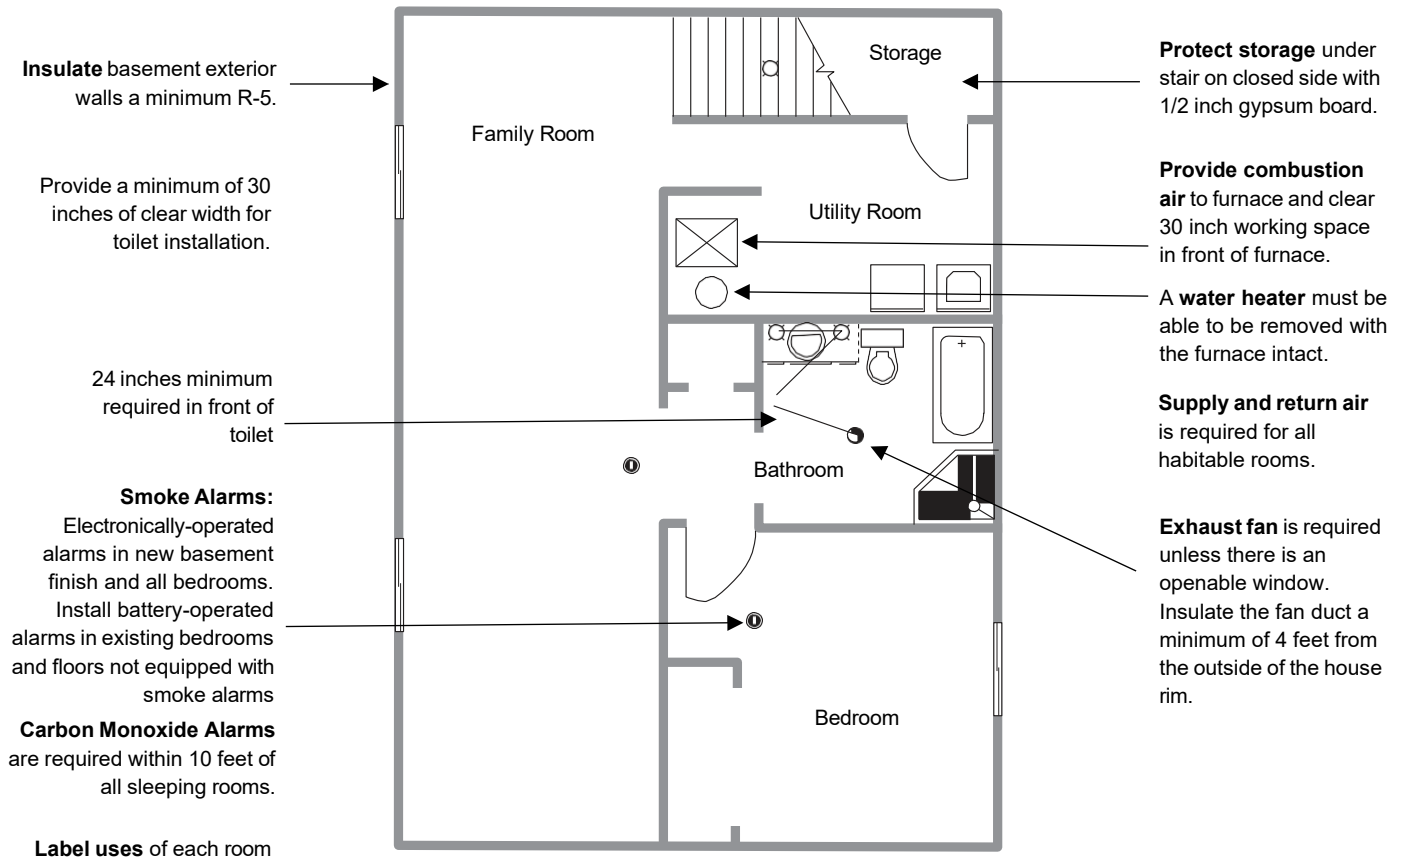 Insulate basement exterior
walls a minimum R-5.
Provide a minimum of 30
inches of clear width for
toilet installation.
24 inches minimum
required in front of
toilet
Smoke Alarms:
Electronically-operated
alarms in new basement
finish and all bedrooms.
Install battery-operated
alarms in existing bedrooms
and floors not equipped with
smoke alarms
Carbon Monoxide Alarms
are required within 10 feet of
all sleeping rooms.
Label uses of each room
Storage
Family Room
Utility Room
Bathroom
Bedroom
Protect storage under
stair on closed side with
1/2 inch gypsum board.
Provide combustion
air to furnace and clear
30 inch working space
in front of furnace.
A water heater must be
able to be removed with
the furnace intact.
Supply and return air
is required for all
habitable rooms.
Exhaust fan is required
unless there is an
openable window.
Insulate the fan duct a
minimum of 4 feet from
the outside of the house
rim.